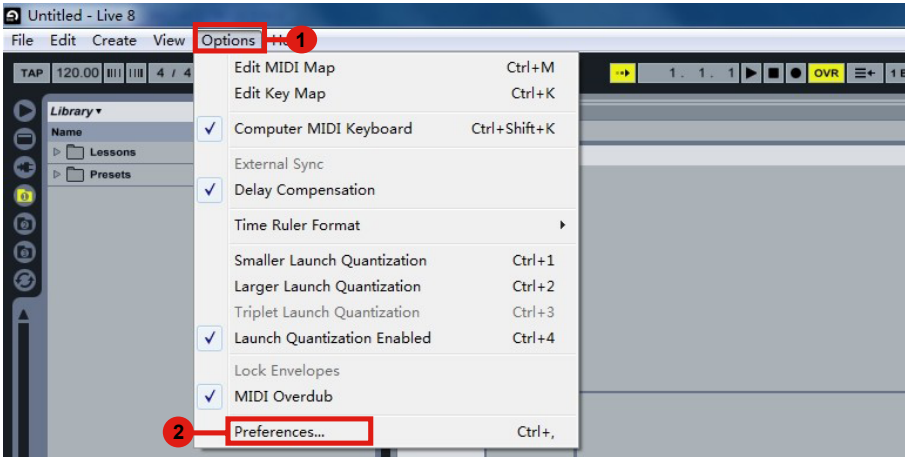 Untitled - Live 8
File Edit Create View Options 1
TAP 120.00 4 / 4 1. 1. 1 OVR
Library
Name
Lessons
Presets
Edit MIDI Map Ctrl+M
Edit Key Map Ctrl+K
Computer MIDI Keyboard Ctrl+Shift+K
External Sync
Delay Compensation
Time Ruler Format
Smaller Launch Quantization Ctrl+1
Larger Launch Quantization Ctrl+2
Triplet Launch Quantization Ctrl+3
Launch Quantization Enabled Ctrl+4
Lock Envelopes
MIDI Overdub
2 Preferences... Ctrl+,